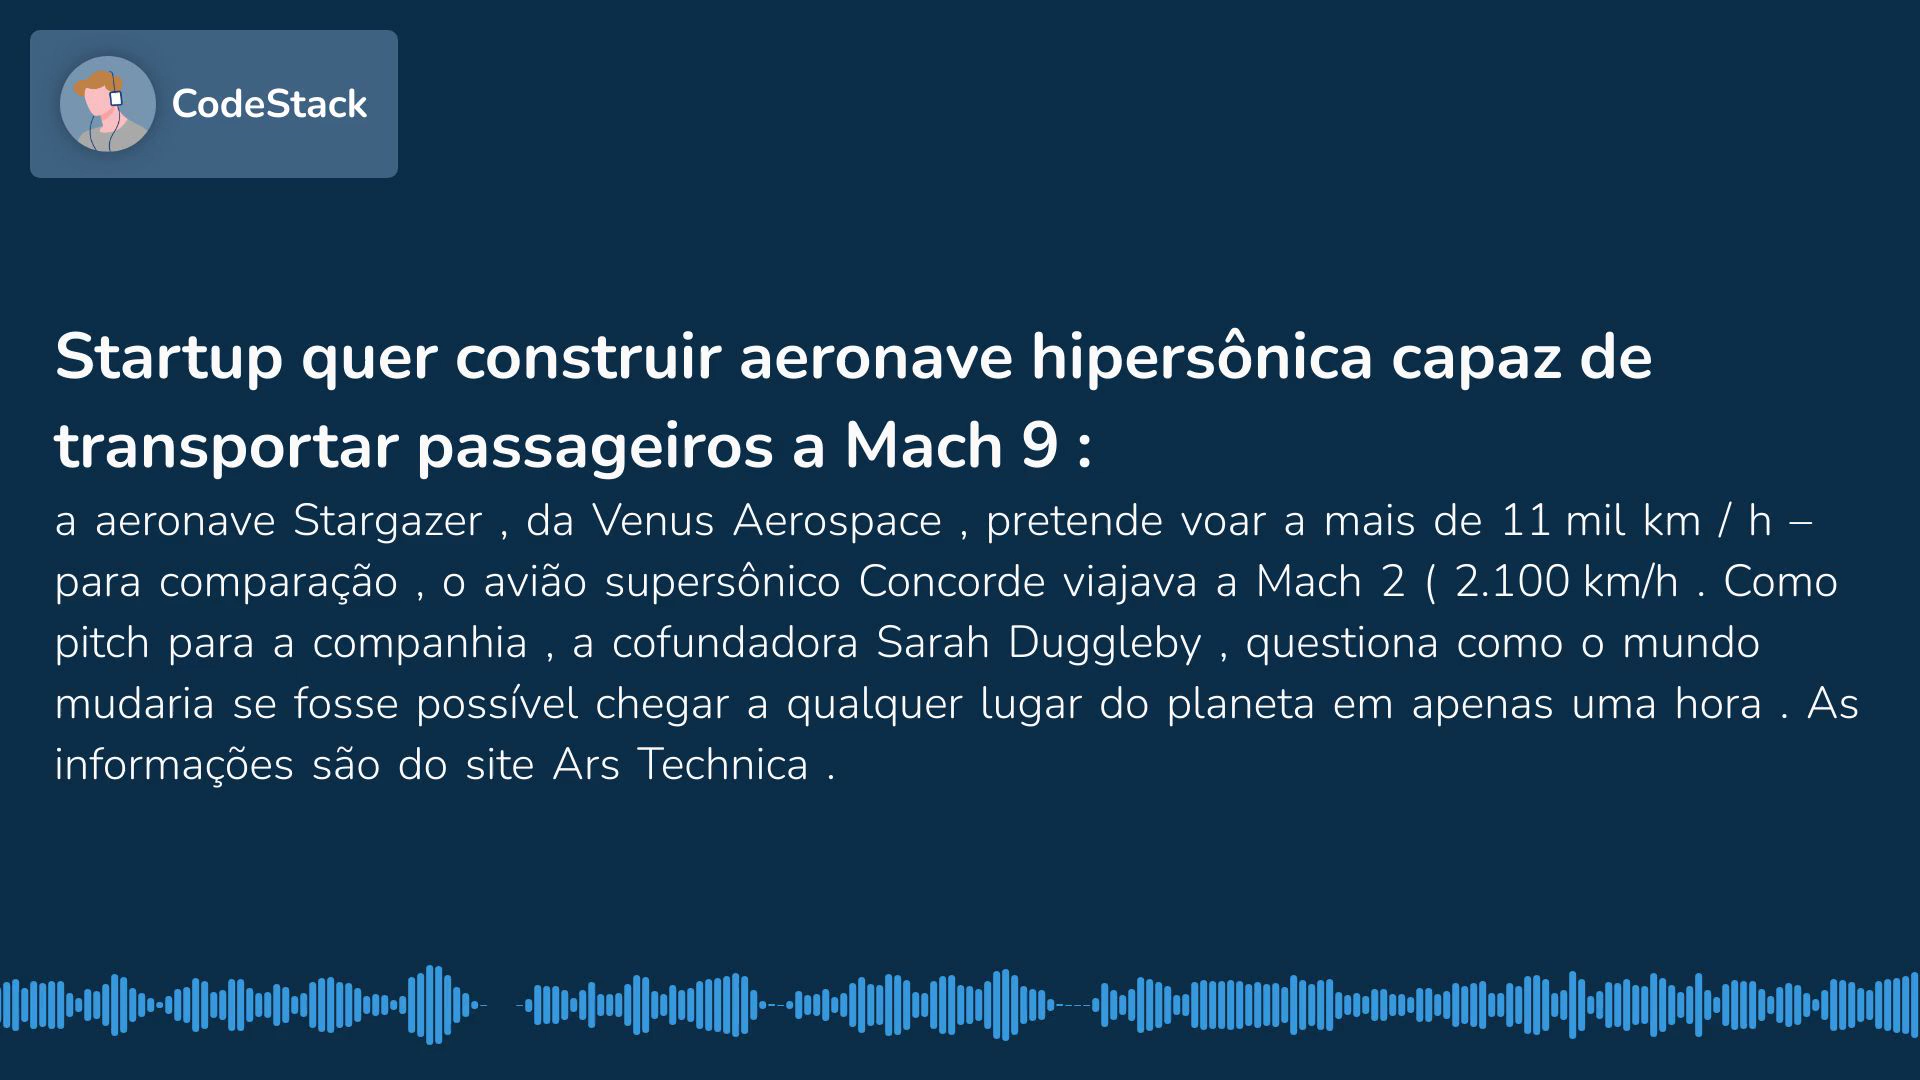 CodeStack
Startup quer construir aeronave hipersônica capaz de
transportar passageiros a Mach 9 :
a aeronave Stargazer , da Venus Aerospace , pretende voar a mais de 11 mil km / h –
para comparação , o avião supersônico Concorde viajava a Mach 2 ( 2.100 km/h . Como
pitch para a companhia , a cofundadora Sarah Duggleby , questiona como o mundo
mudaria se fosse possível chegar a qualquer lugar do planeta em apenas uma hora . As
informações são do site Ars Technica .